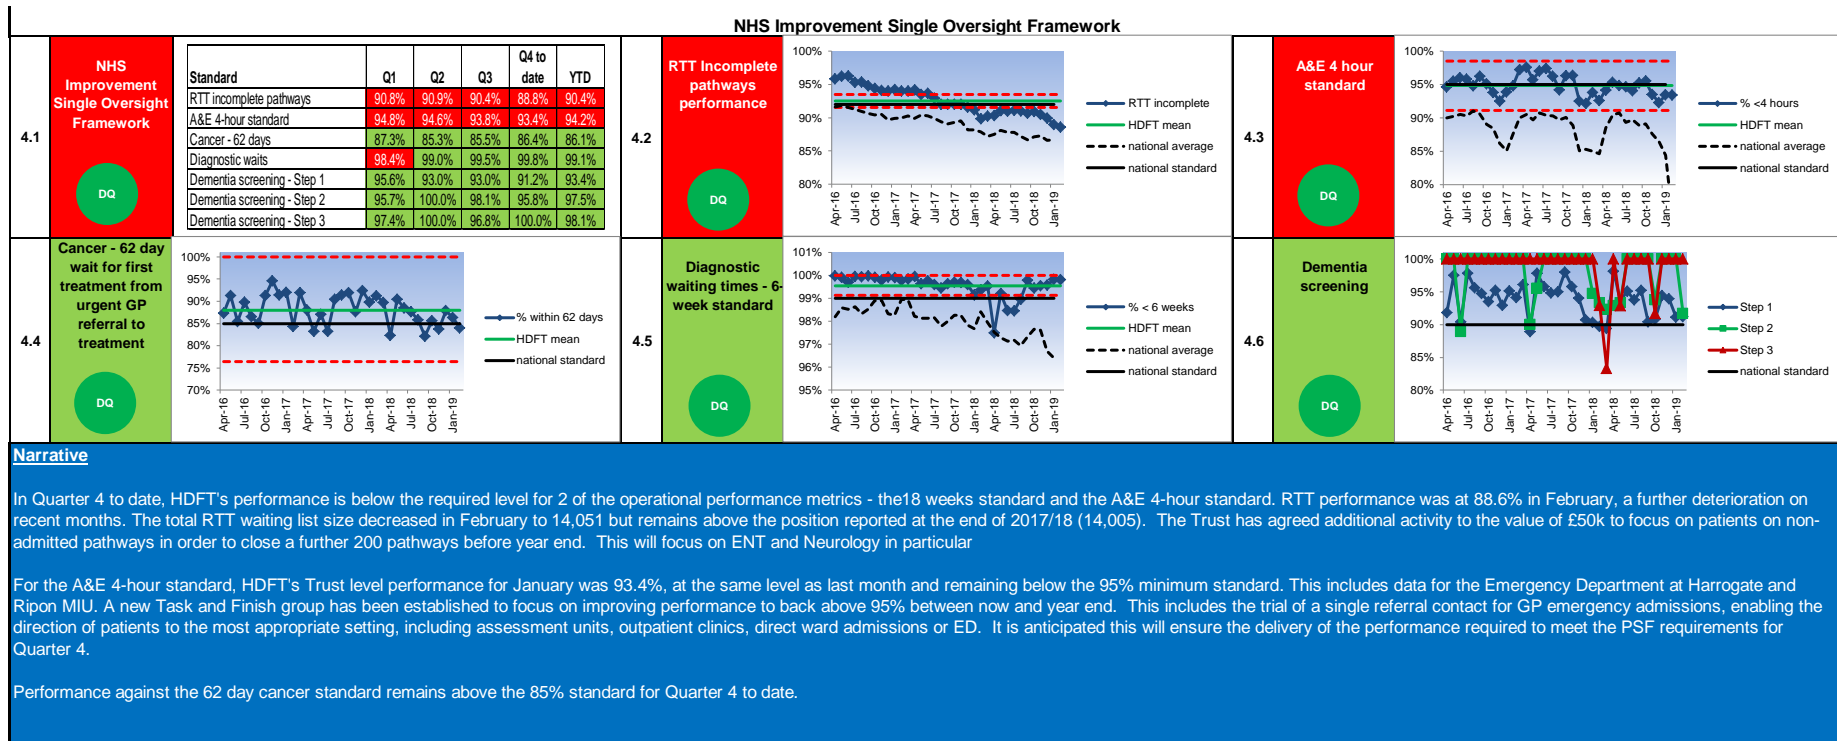 NHS Improvement Single Oversight Framework
4.1
NHS
Improvement
Single Oversight
Framework
DQ
Standard Q1 Q2 Q3 Q4 to date YTD
RTT incomplete pathways 90.8% 90.9% 90.4% 88.8% 90.4%
A&E 4-hour standard 94.8% 94.6% 93.8% 93.4% 94.2%
Cancer - 62 days 87.3% 85.3% 85.5% 86.4% 86.1%
Diagnostic waits 98.4% 99.0% 99.5% 99.8% 99.1%
Dementia screening - Step 1 95.6% 93.0% 93.0% 91.2% 93.4%
Dementia screening - Step 2 95.7% 100.0% 98.1% 95.8% 97.5%
Dementia screening - Step 3 97.4% 100.0% 96.8% 100.0% 98.1%
4.2
RTT Incomplete
pathways
performance
DQ
100%
95%
90%
85%
80%
Apr-16 Jul-16 Oct-16 Jan-17 Apr-17 Jul-17 Oct-17 Jan-18 Apr-18 Jul-18 Oct-18 Jan-19
RTT incomplete
HDFT mean
national average
national standard
4.3
A&E 4 hour
standard
DQ
100%
95%
90%
85%
80%
Apr-16 Jul-16 Oct-16 Jan-17 Apr-17 Jul-17 Oct-17 Jan-18 Apr-18 Jul-18 Oct-18 Jan-19
% <4 hours
HDFT mean
national average
national standard
4.4
Cancer - 62 day
wait for first
treatment from
urgent GP
referral to
treatment
DQ
100%
95%
90%
85%
80%
75%
70%
Apr-16 Jul-16 Oct-16 Jan-17 Apr-17 Jul-17 Oct-17 Jan-18 Apr-18 Jul-18 Oct-18 Jan-19
% within 62 days
HDFT mean
national standard
4.5
Diagnostic
waiting times - 6-
week standard
DQ
101%
100%
99%
98%
97%
96%
95%
Apr-16 Jul-16 Oct-16 Jan-17 Apr-17 Jul-17 Oct-17 Jan-18 Apr-18 Jul-18 Oct-18 Jan-19
% < 6 weeks
HDFT mean
national average
national standard
4.6
Dementia
screening
DQ
100%
95%
90%
85%
80%
Apr-16 Jul-16 Oct-16 Jan-17 Apr-17 Jul-17 Oct-17 Jan-18 Apr-18 Jul-18 Oct-18 Jan-19
Step 1
Step 2
Step 3
national standard
Narrative
In Quarter 4 to date, HDFT's performance is below the required level for 2 of the operational performance metrics - the18 weeks standard and the A&E 4-hour standard. RTT performance was at 88.6% in February, a further deterioration on
recent months. The total RTT waiting list size decreased in February to 14,051 but remains above the position reported at the end of 2017/18 (14,005). The Trust has agreed additional activity to the value of £50k to focus on patients on non-
admitted pathways in order to close a further 200 pathways before year end. This will focus on ENT and Neurology in particular
For the A&E 4-hour standard, HDFT's Trust level performance for January was 93.4%, at the same level as last month and remaining below the 95% minimum standard. This includes data for the Emergency Department at Harrogate and
Ripon MIU. A new Task and Finish group has been established to focus on improving performance to back above 95% between now and year end. This includes the trial of a single referral contact for GP emergency admissions, enabling the
direction of patients to the most appropriate setting, including assessment units, outpatient clinics, direct ward admissions or ED. It is anticipated this will ensure the delivery of the performance required to meet the PSF requirements for
Quarter 4.
Performance against the 62 day cancer standard remains above the 85% standard for Quarter 4 to date.